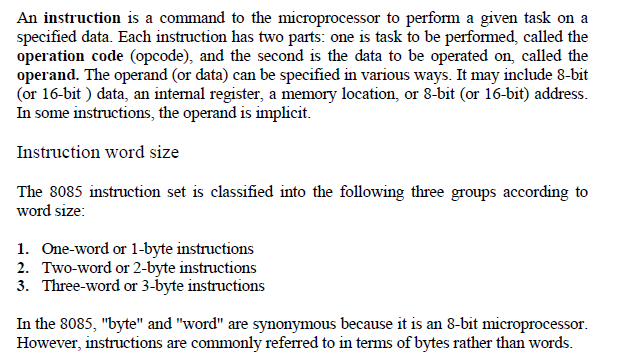 An instruction is a command to the microprocessor to perform a given task on a
specified data. Each instruction has two parts: one is task to be performed, called the
operation code (opcode), and the second is the data to be operated on, called the
operand. The operand (or data) can be specified in various ways. It may include 8-bit
(or 16-bit ) data, an internal register, a memory location, or 8-bit (or 16-bit) address.
In some instructions, the operand is implicit.
Instruction word size
The 8085 instruction set is classified into the following three groups according to
word size:
1. One-word or 1-byte instructions
2. Two-word or 2-byte instructions
3. Three-word or 3-byte instructions
In the 8085, "byte" and "word" are synonymous because it is an 8-bit microprocessor.
However, instructions are commonly referred to in terms of bytes rather than words.